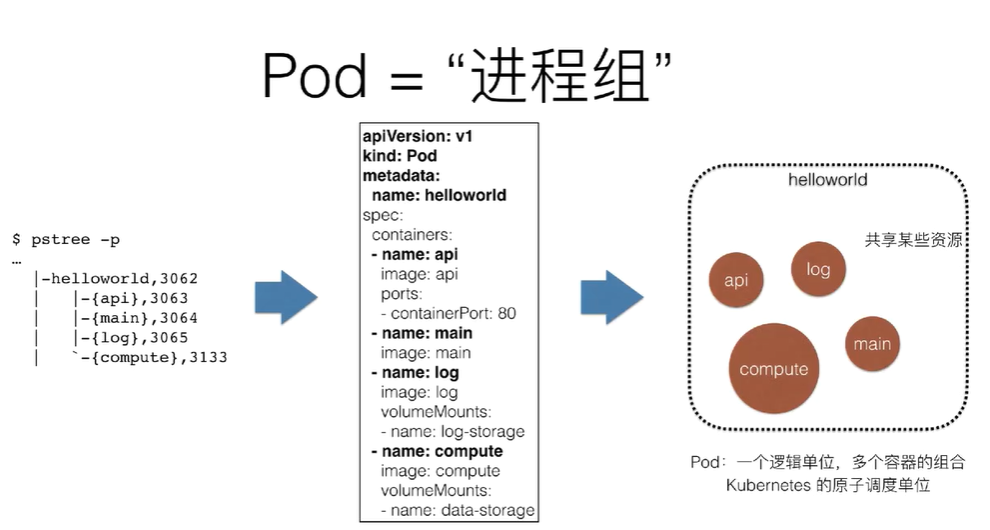 Pod = “进程组”
$ pstree -p
…
|-helloworld,3062
|   |-{api},3063
|   |-{main},3064
|   |-{log},3065
|   `-{compute},3133
apiVersion: v1
kind: Pod
metadata:
  name: helloworld
spec:
  containers:
  - name: api
    image: api
    ports:
    - containerPort: 80
  - name: main
    image: main
  - name: log
    image: log
    volumeMounts:
    - name: log-storage
  - name: compute
    image: compute
    volumeMounts:
    - name: data-storage
helloworld
共享某些资源
api
log
main
compute
Pod：一个逻辑单位，多个容器的组合
Kubernetes 的原子调度单位